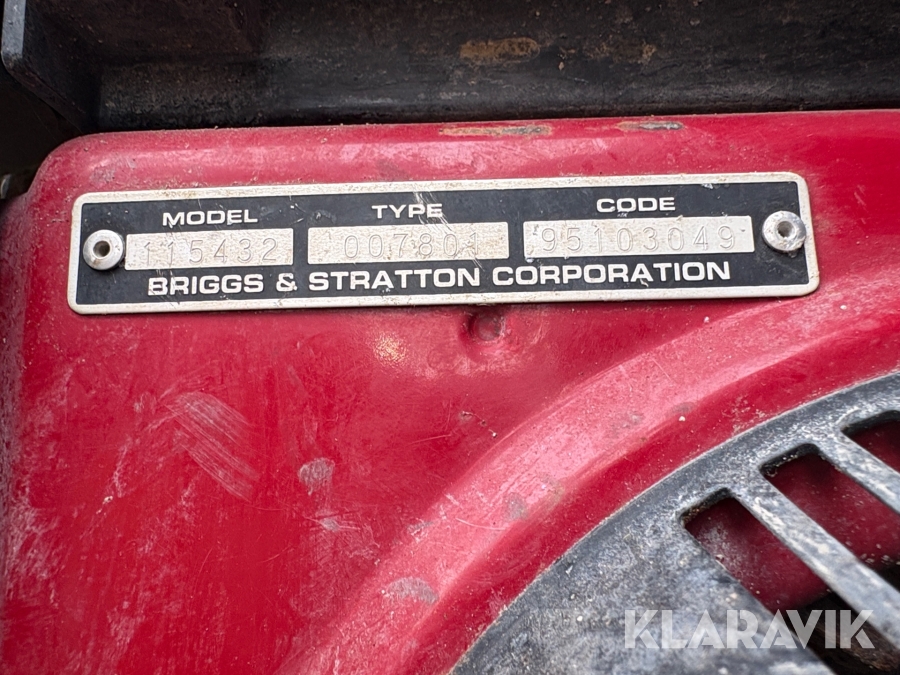 MODEL TYPE CODE
115432 007801 95103049
BRIGGS & STRATTON CORPORATION
KLARAVIK